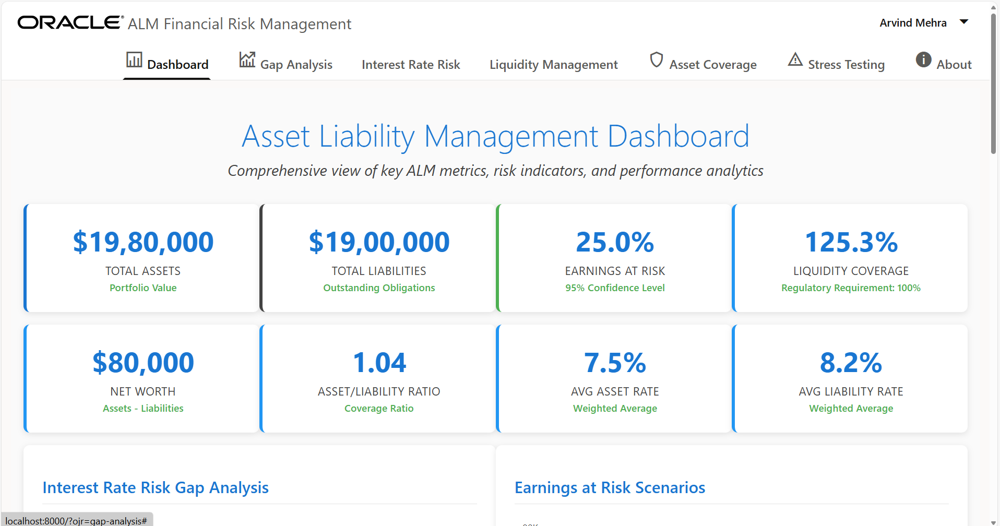 ORACLE® ALM Financial Risk Management
Arvind Mehra
Dashboard Gap Analysis Interest Rate Risk Liquidity Management Asset Coverage Stress Testing About
Asset Liability Management Dashboard
Comprehensive view of key ALM metrics, risk indicators, and performance analytics
$19,80,000
TOTAL ASSETS
Portfolio Value
$19,00,000
TOTAL LIABILITIES
Outstanding Obligations
25.0%
EARNINGS AT RISK
95% Confidence Level
125.3%
LIQUIDITY COVERAGE
Regulatory Requirement: 100%
$80,000
NET WORTH
Assets - Liabilities
1.04
ASSET/LIABILITY RATIO
Coverage Ratio
7.5%
AVG ASSET RATE
Weighted Average
8.2%
AVG LIABILITY RATE
Weighted Average
Interest Rate Risk Gap Analysis
Earnings at Risk Scenarios
localhost:8000/?ojr=gap-analysis#